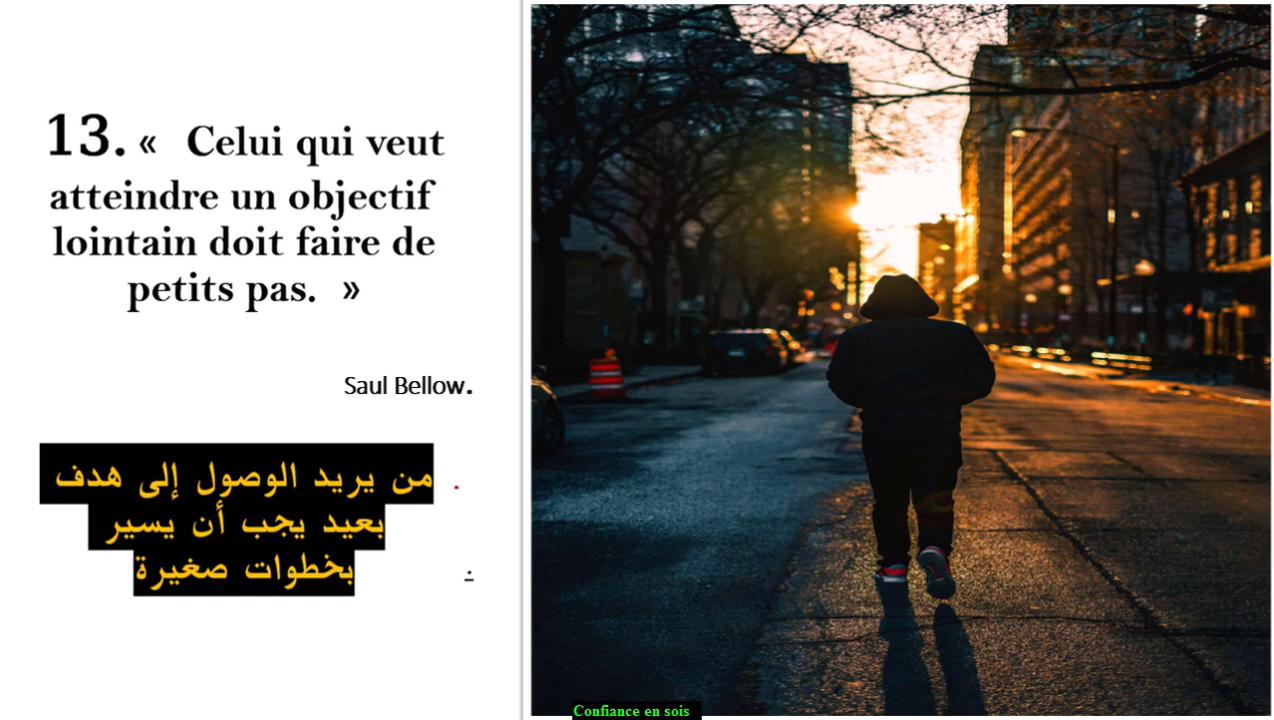 13. « Celui qui veut
atteindre un objectif
lointain doit faire de
petits pas. »
Saul Bellow.
من يريد الوصول إلى هدف
بعيد يجب أن يسير
بخطوات صغيرة
Confiance en sois